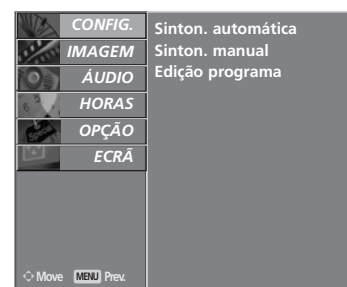 CONFIG.
IMAGEM
ÁUDIO
HORAS
OPÇÃO
ECRÃ
Sinton. automática
Sinton. manual
Edição programa
Move MENU Prev.